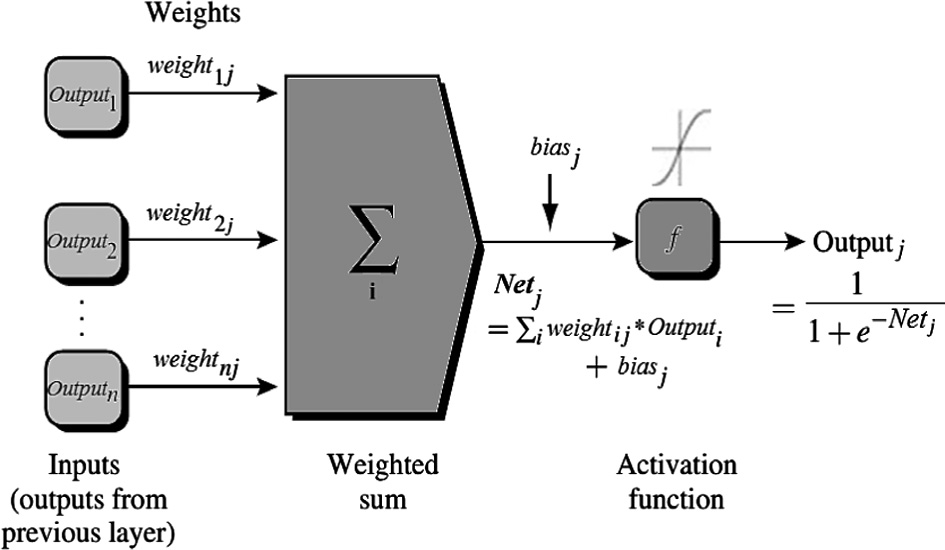 Weights
Output₁
weight₁ⱼ
Output₂
weight₂ⱼ
⋮
Outputₙ
weightₙⱼ
∑
i
biasⱼ
Netⱼ
= ∑ᵢ weightᵢⱼ * Outputᵢ
+ biasⱼ
f
Outputⱼ
= 1 / (1 + e^−Netⱼ)
Inputs
(outputs from
previous layer)
Weighted
sum
Activation
function